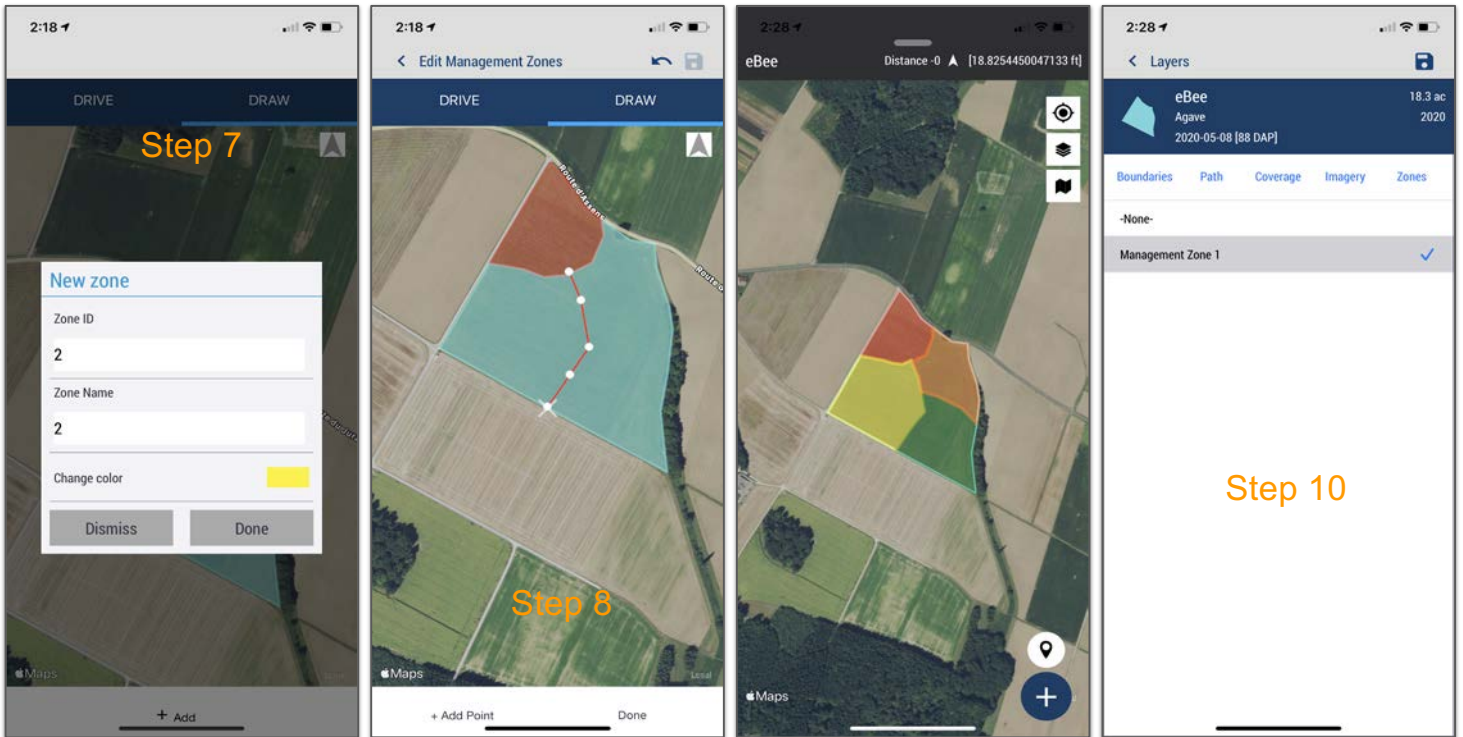 2:18
DRIVE
DRAW
Step 7
New zone
Zone ID
2
Zone Name
2
Change color
Dismiss
Done
Maps
+ Add
2:18
Edit Management Zones
DRIVE
DRAW
Route d'Assens
Step 8
Maps
Legal
+ Add Point
Done
2:28
eBee
Distance -0
[18.8254450047133 ft]
Maps
+
2:28
Layers
eBee
18.3 ac
Agave
2020
2020-05-08 [88 DAP]
Boundaries
Path
Coverage
Imagery
Zones
-None-
Management Zone 1
Step 10